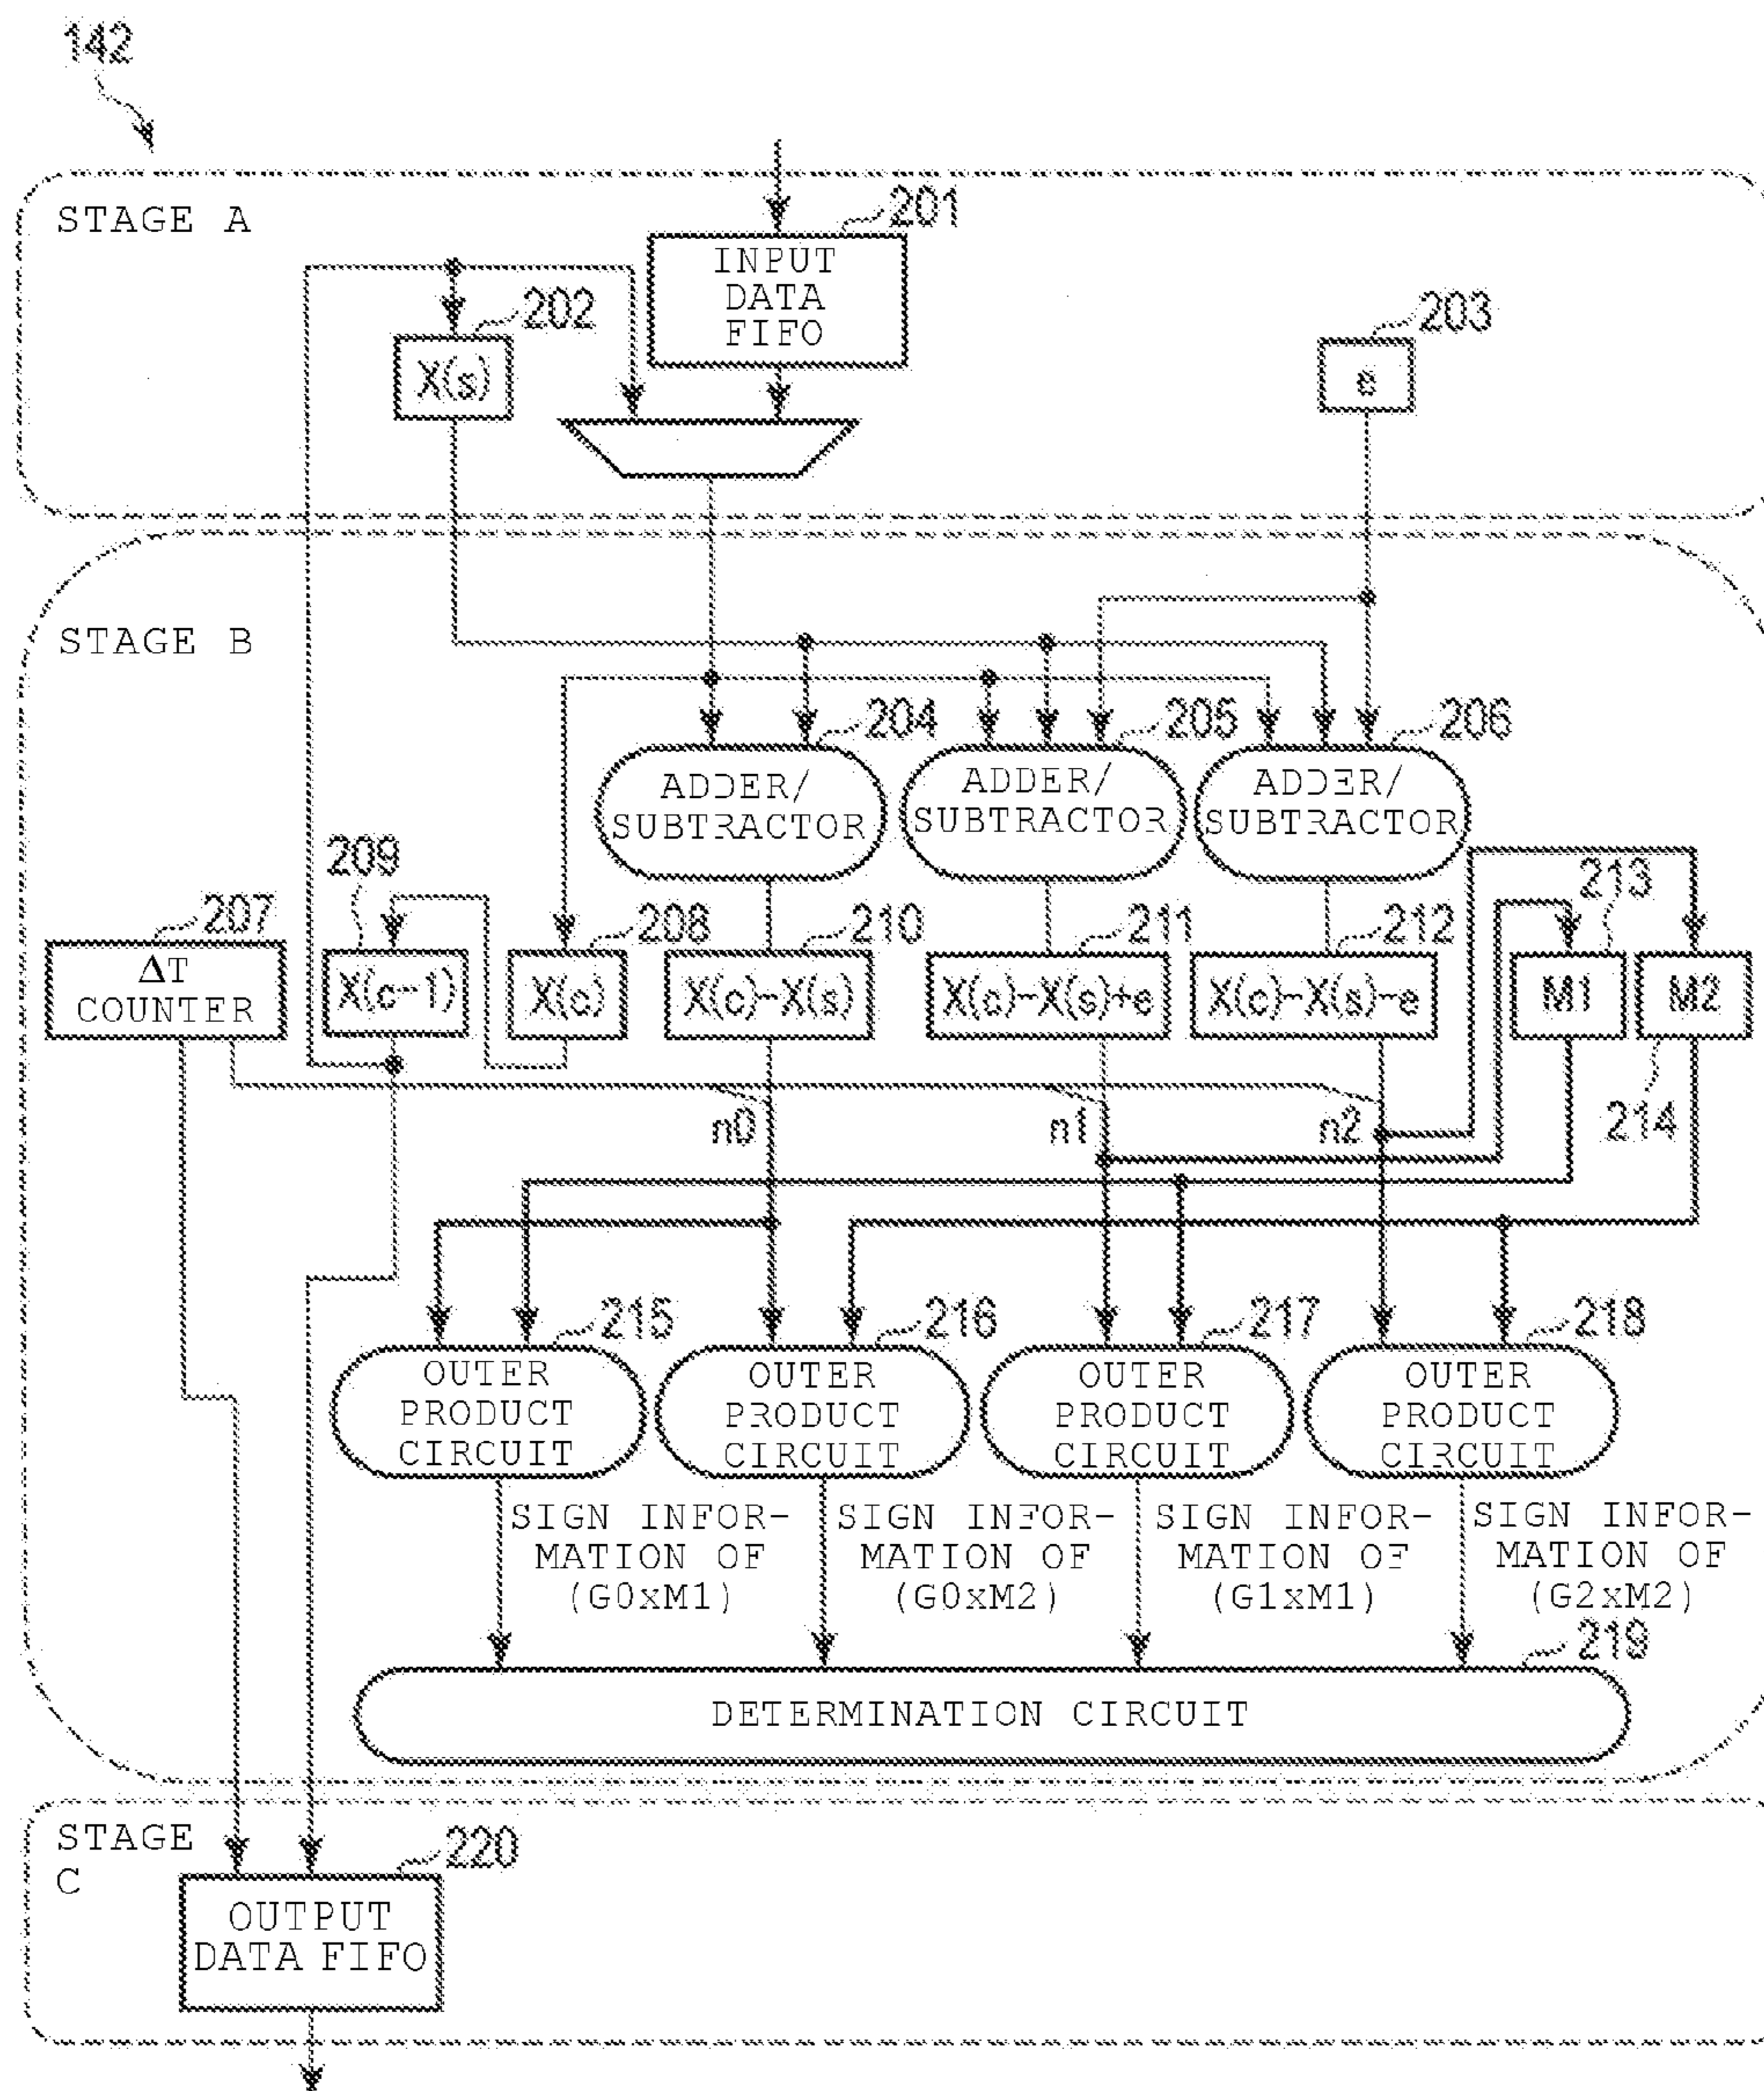 142
STAGE A
201
INPUT
DATA
FIFO
202
X(s)
203
e
STAGE B
204
205
206
ADDER/
SUBTRACTOR
ADDER/
SUBTRACTOR
ADDER/
SUBTRACTOR
207
ΔT
COUNTER
209
X(c-1)
208
X(c)
210
X(c)-X(s)
211
X(c)-X(s)+e
212
X(c)-X(s)-e
213
M1
M2
214
n0
n1
n2
215
216
217
218
OUTER
PRODUCT
CIRCUIT
OUTER
PRODUCT
CIRCUIT
OUTER
PRODUCT
CIRCUIT
OUTER
PRODUCT
CIRCUIT
SIGN INFOR-
MATION OF
(G0xM1)
SIGN INFOR-
MATION OF
(G0xM2)
SIGN INFOR-
MATION OF
(G1xM1)
SIGN INFOR-
MATION OF
(G2xM2)
219
DETERMINATION CIRCUIT
STAGE
C
220
OUTPUT
DATA FIFO